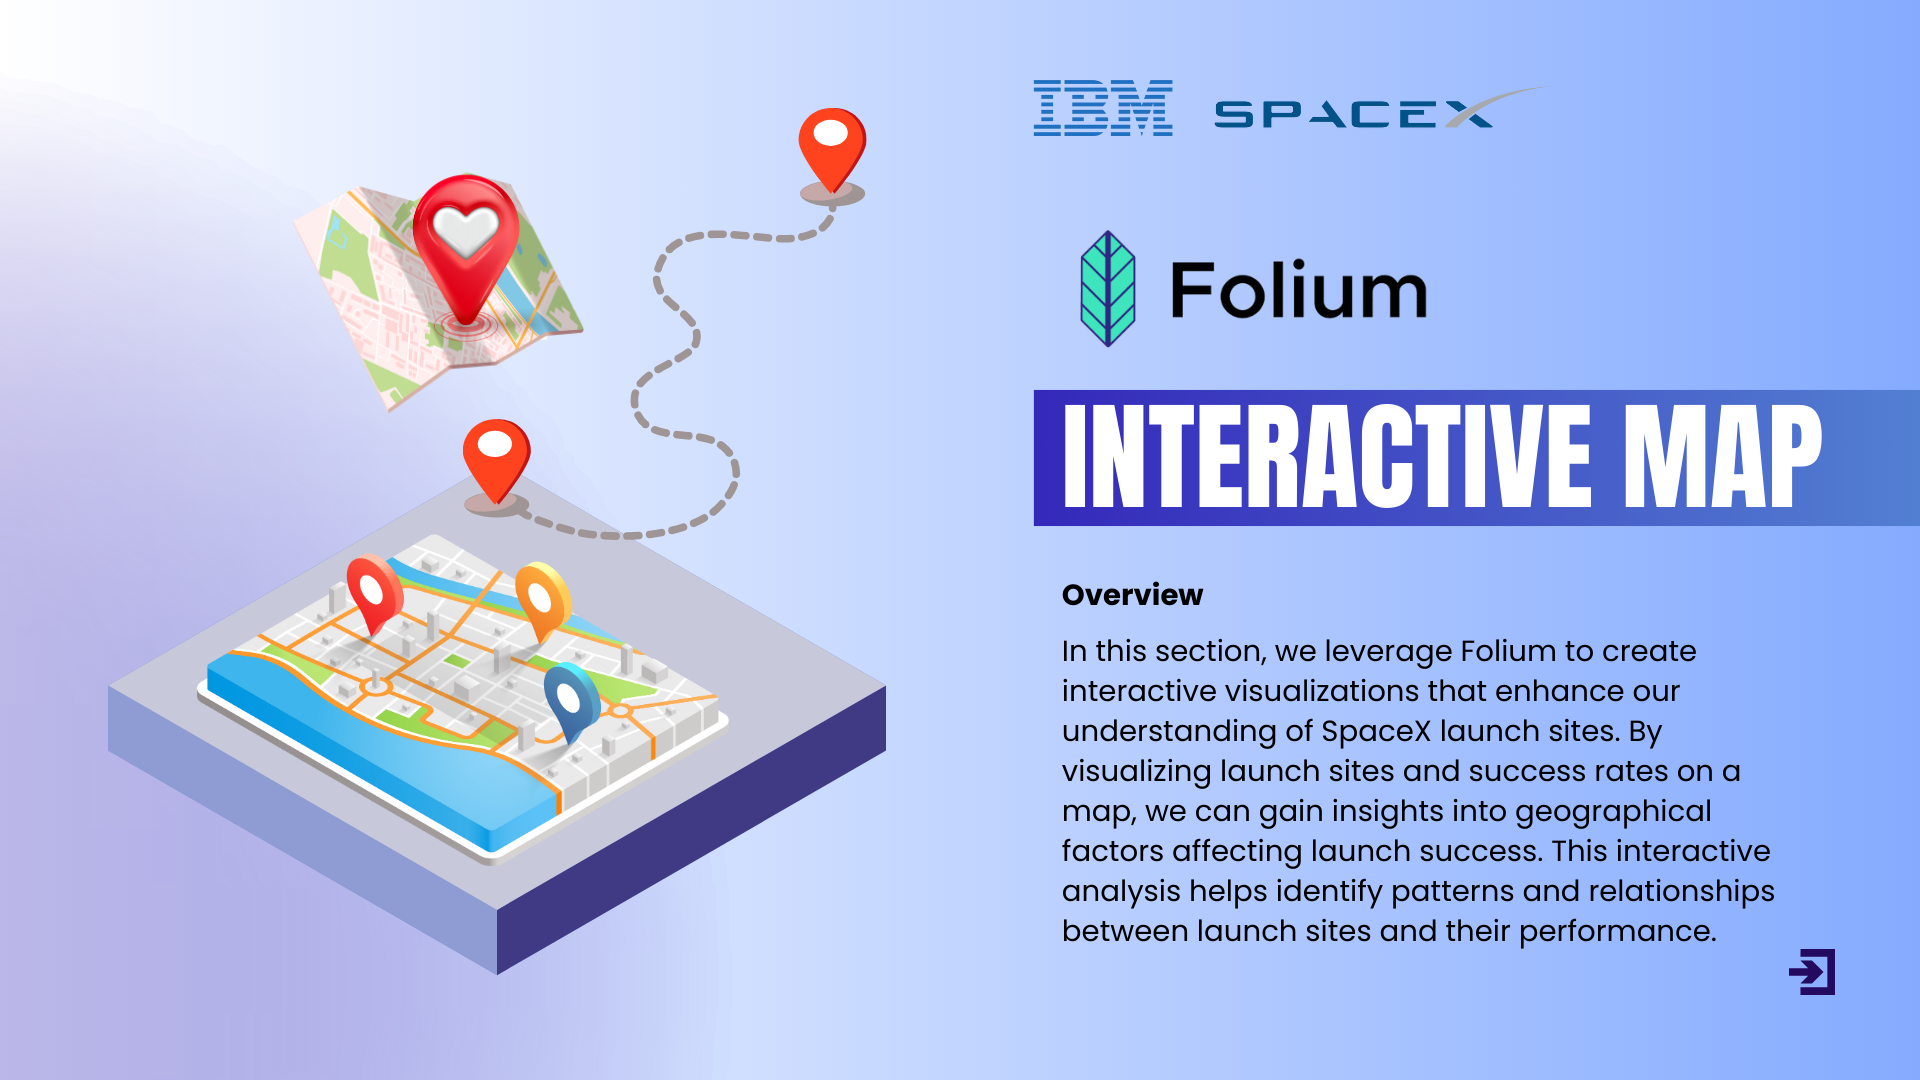 IBM SPACEX
Folium
INTERACTIVE MAP
Overview
In this section, we leverage Folium to create
interactive visualizations that enhance our
understanding of SpaceX launch sites. By
visualizing launch sites and success rates on a
map, we can gain insights into geographical
factors affecting launch success. This interactive
analysis helps identify patterns and relationships
between launch sites and their performance.